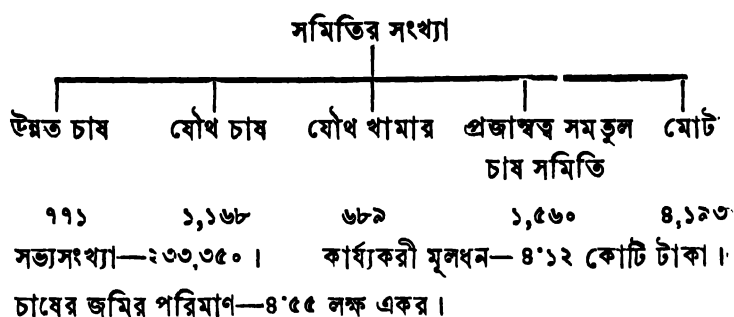 সমিতির সংখ্যা
উন্নত চাষ যৌথ চাষ যৌথ খামার প্রজাস্বত্ব সমতুল মোট
চাষ সমিতি
৭৭১ ১,১৬৮ ৬৮৯ ১,৫৬০ ৪,১৯৩
সভ্যসংখ্যা—২৩৩,৩৫০। কার্য্যকরী মূলধন—৪·১২ কোটি টাকা।
চাষের জমির পরিমাণ—৪·৫৫ লক্ষ একর।